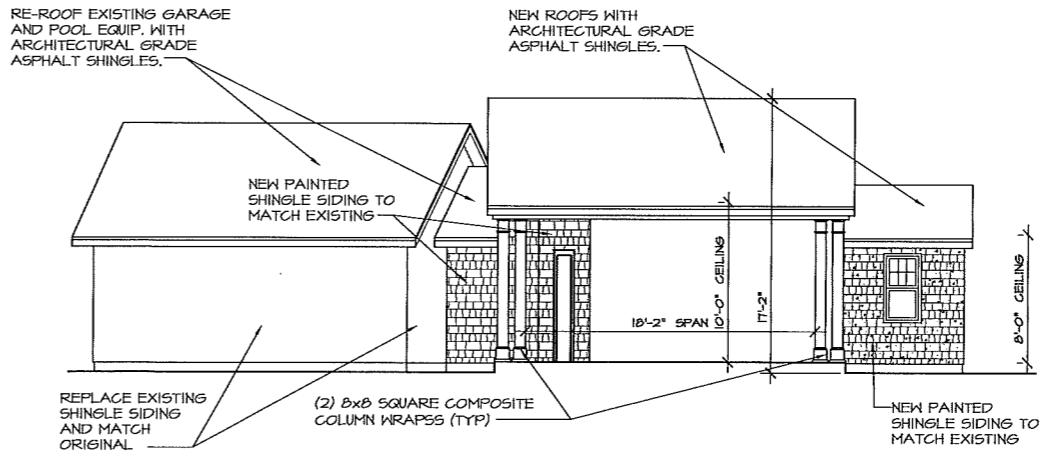 RE-ROOF EXISTING GARAGE
AND POOL EQUIP. WITH
ARCHITECTURAL GRADE
ASPHALT SHINGLES.
NEW ROOFS WITH
ARCHITECTURAL GRADE
ASPHALT SHINGLES.
NEW PAINTED
SHINGLE SIDING TO
MATCH EXISTING
18'-2" SPAN
10'-0" CEILING
17'-2"
8'-0" CEILING
REPLACE EXISTING
SHINGLE SIDING
AND MATCH
ORIGINAL
(2) 8x8 SQUARE COMPOSITE
COLUMN WRAPSS (TYP)
NEW PAINTED
SHINGLE SIDING TO
MATCH EXISTING